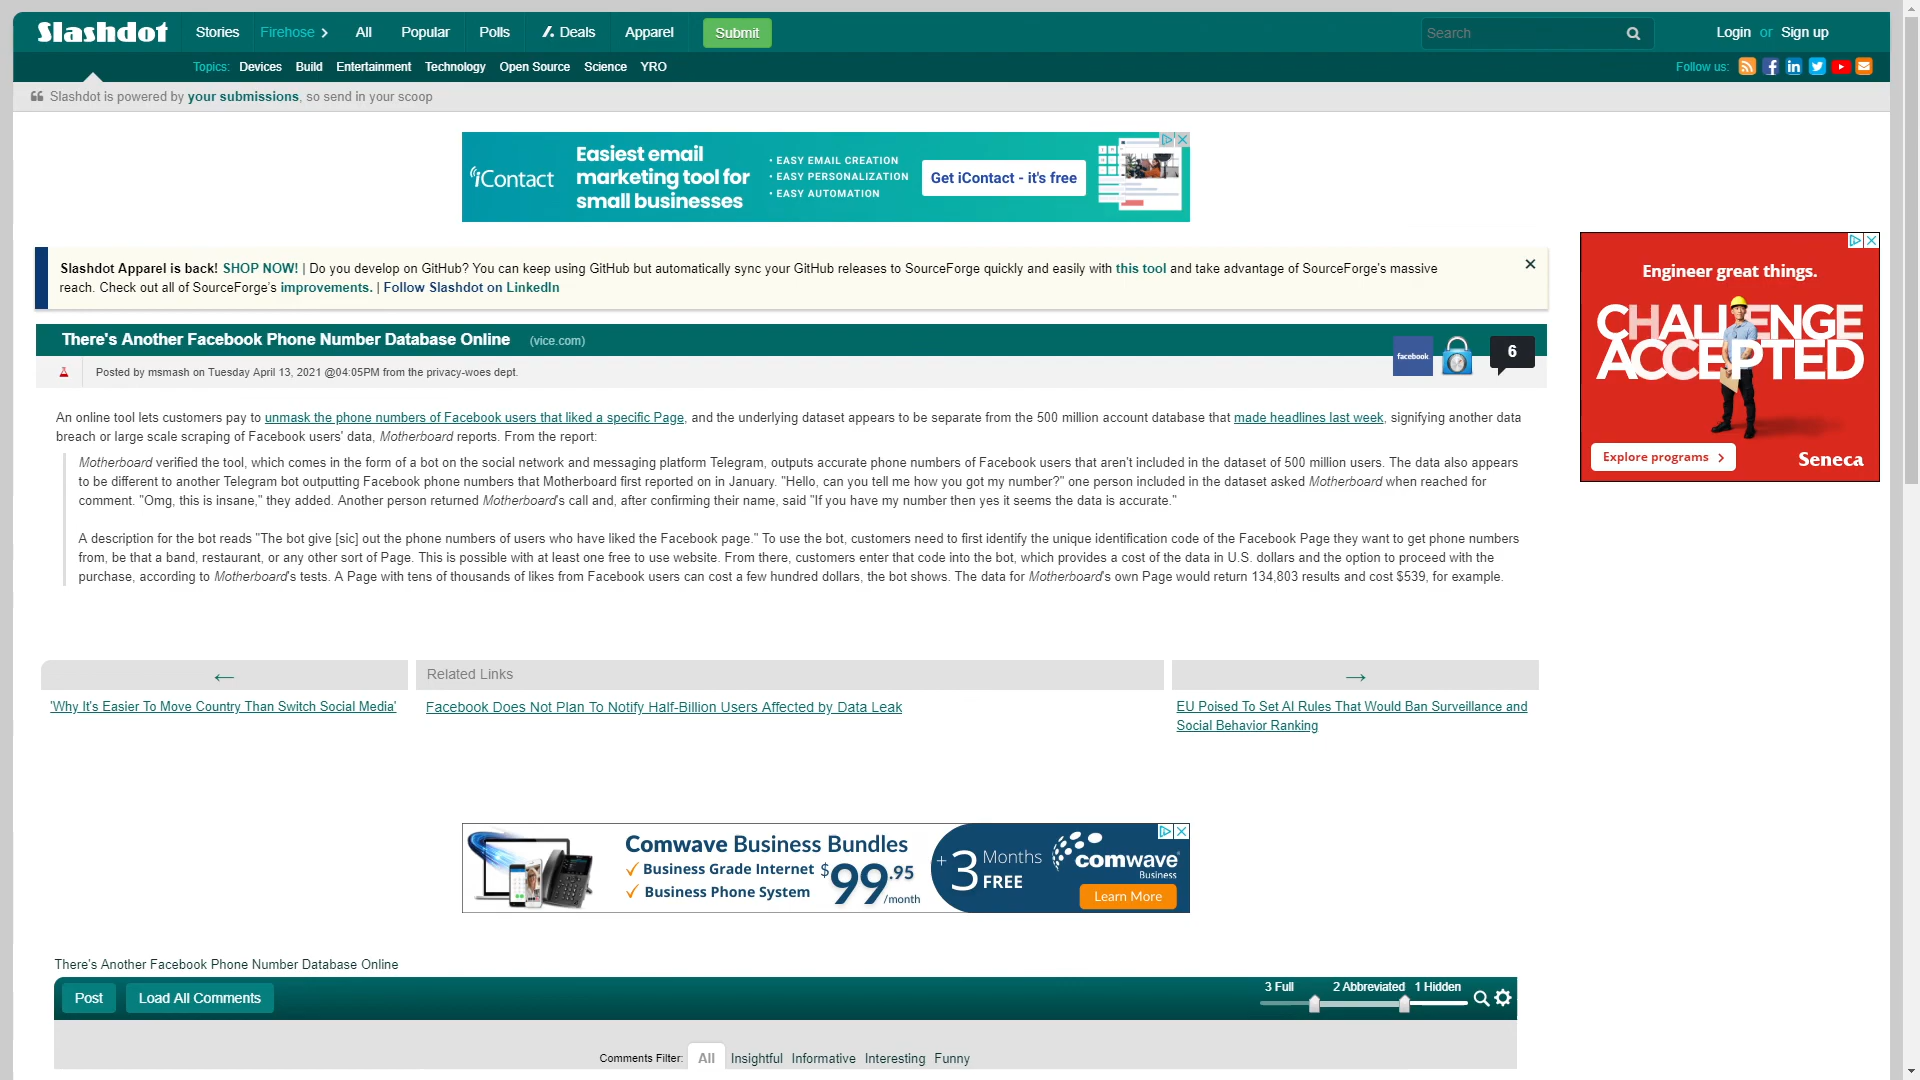 Slashdot
Stories
Firehose
All
Popular
Polls
Deals
Apparel
Submit
Search
Login or Sign up
Topics: Devices Build Entertainment Technology Open Source Science YRO
Follow us:
Slashdot is powered by your submissions, so send in your scoop
iContact
Easiest email
marketing tool for
small businesses
• EASY EMAIL CREATION
• EASY PERSONALIZATION
• EASY AUTOMATION
Get iContact - it's free
Slashdot Apparel is back! SHOP NOW! | Do you develop on GitHub? You can keep using GitHub but automatically sync your GitHub releases to SourceForge quickly and easily with this tool and take advantage of SourceForge's massive
reach. Check out all of SourceForge's improvements. | Follow Slashdot on LinkedIn
Engineer great things.
CHALLENGE
ACCEPTED
Explore programs
Seneca
There's Another Facebook Phone Number Database Online (vice.com)
facebook
6
Posted by msmash on Tuesday April 13, 2021 @04:05PM from the privacy-woes dept.
An online tool lets customers pay to unmask the phone numbers of Facebook users that liked a specific Page, and the underlying dataset appears to be separate from the 500 million account database that made headlines last week, signifying another data
breach or large scale scraping of Facebook users' data, Motherboard reports. From the report:
Motherboard verified the tool, which comes in the form of a bot on the social network and messaging platform Telegram, outputs accurate phone numbers of Facebook users that aren't included in the dataset of 500 million users. The data also appears
to be different to another Telegram bot outputting Facebook phone numbers that Motherboard first reported on in January. "Hello, can you tell me how you got my number?" one person included in the dataset asked Motherboard when reached for
comment. "Omg, this is insane," they added. Another person returned Motherboard's call and, after confirming their name, said "If you have my number then yes it seems the data is accurate."
A description for the bot reads "The bot give [sic] out the phone numbers of users who have liked the Facebook page." To use the bot, customers need to first identify the unique identification code of the Facebook Page they want to get phone numbers
from, be that a band, restaurant, or any other sort of Page. This is possible with at least one free to use website. From there, customers enter that code into the bot, which provides a cost of the data in U.S. dollars and the option to proceed with the
purchase, according to Motherboard's tests. A Page with tens of thousands of likes from Facebook users can cost a few hundred dollars, the bot shows. The data for Motherboard's own Page would return 134,803 results and cost $539, for example.
←
Related Links
→
'Why It's Easier To Move Country Than Switch Social Media'
Facebook Does Not Plan To Notify Half-Billion Users Affected by Data Leak
EU Poised To Set AI Rules That Would Ban Surveillance and
Social Behavior Ranking
Comwave Business Bundles
✓ Business Grade Internet
✓ Business Phone System
$99.95
/month
+3 Months
FREE
comwave
Business
Learn More
There's Another Facebook Phone Number Database Online
Post
Load All Comments
3 Full
2 Abbreviated
1 Hidden
Comments Filter: All Insightful Informative Interesting Funny